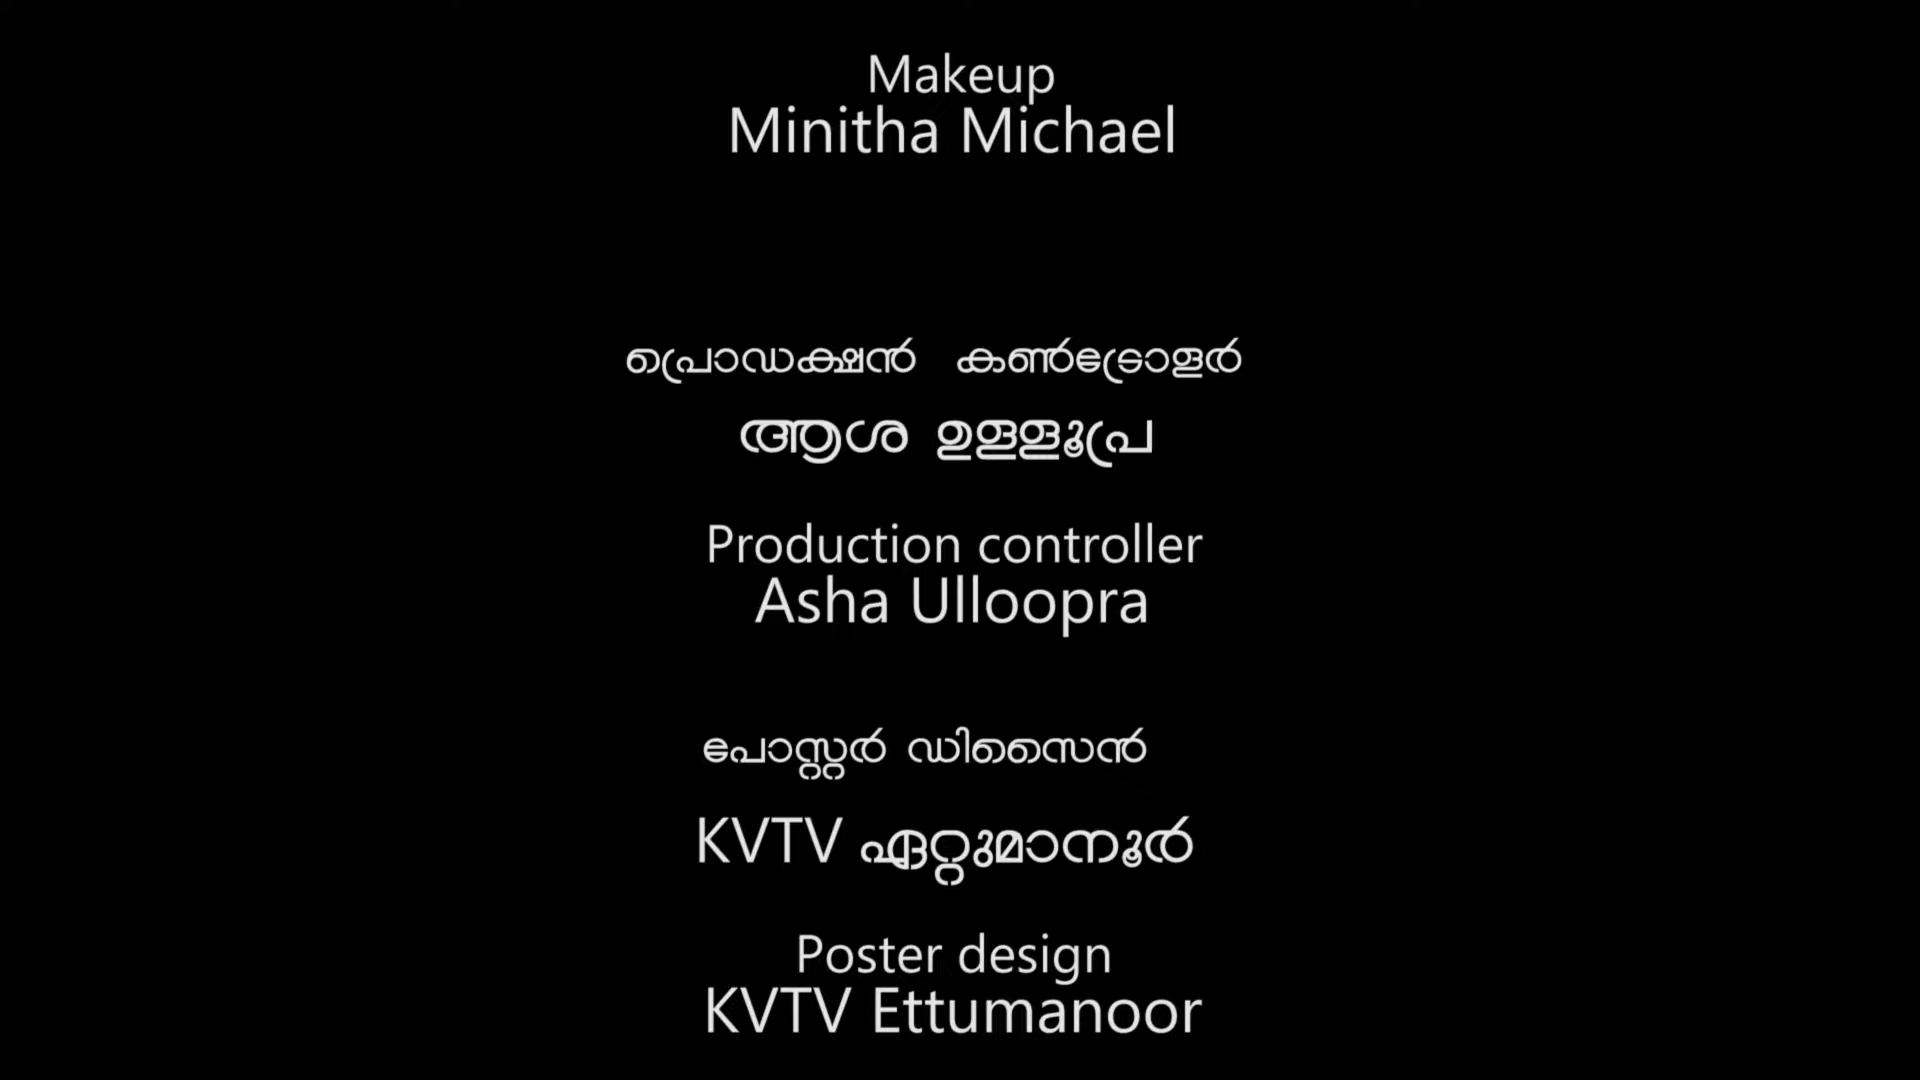 Makeup
Minitha Michael
പ്രൊഡക്ഷൻ കൺട്രോളർ
ആശ ഉള്ളൂപ്ര
Production controller
Asha Ulloopra
പോസ്റ്റർ ഡിസൈൻ
KVTV ഏറ്റുമാനൂർ
Poster design
KVTV Ettumanoor